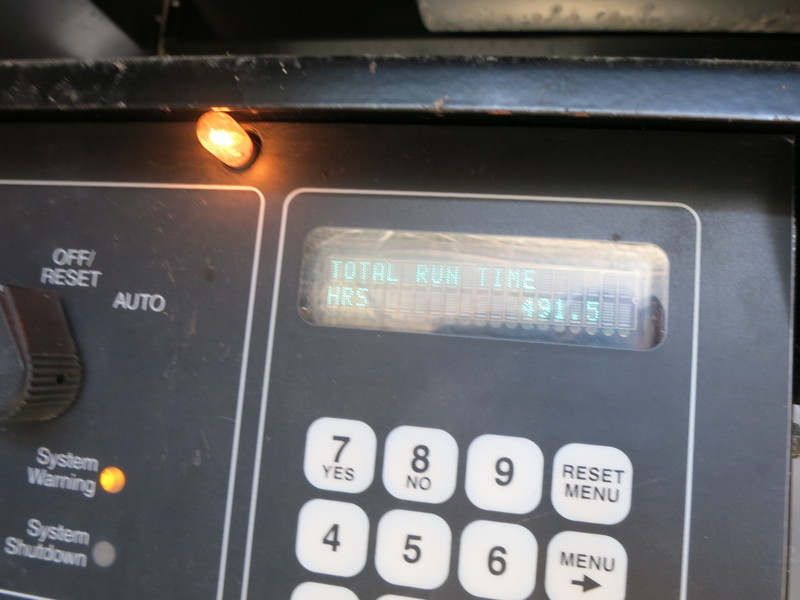 OFF/
RESET
AUTO
System
Warning
System
Shutdown
TOTAL RUN TIME
HRS 491.5
7
YES
8
NO
9
RESET
MENU
4
5
6
MENU